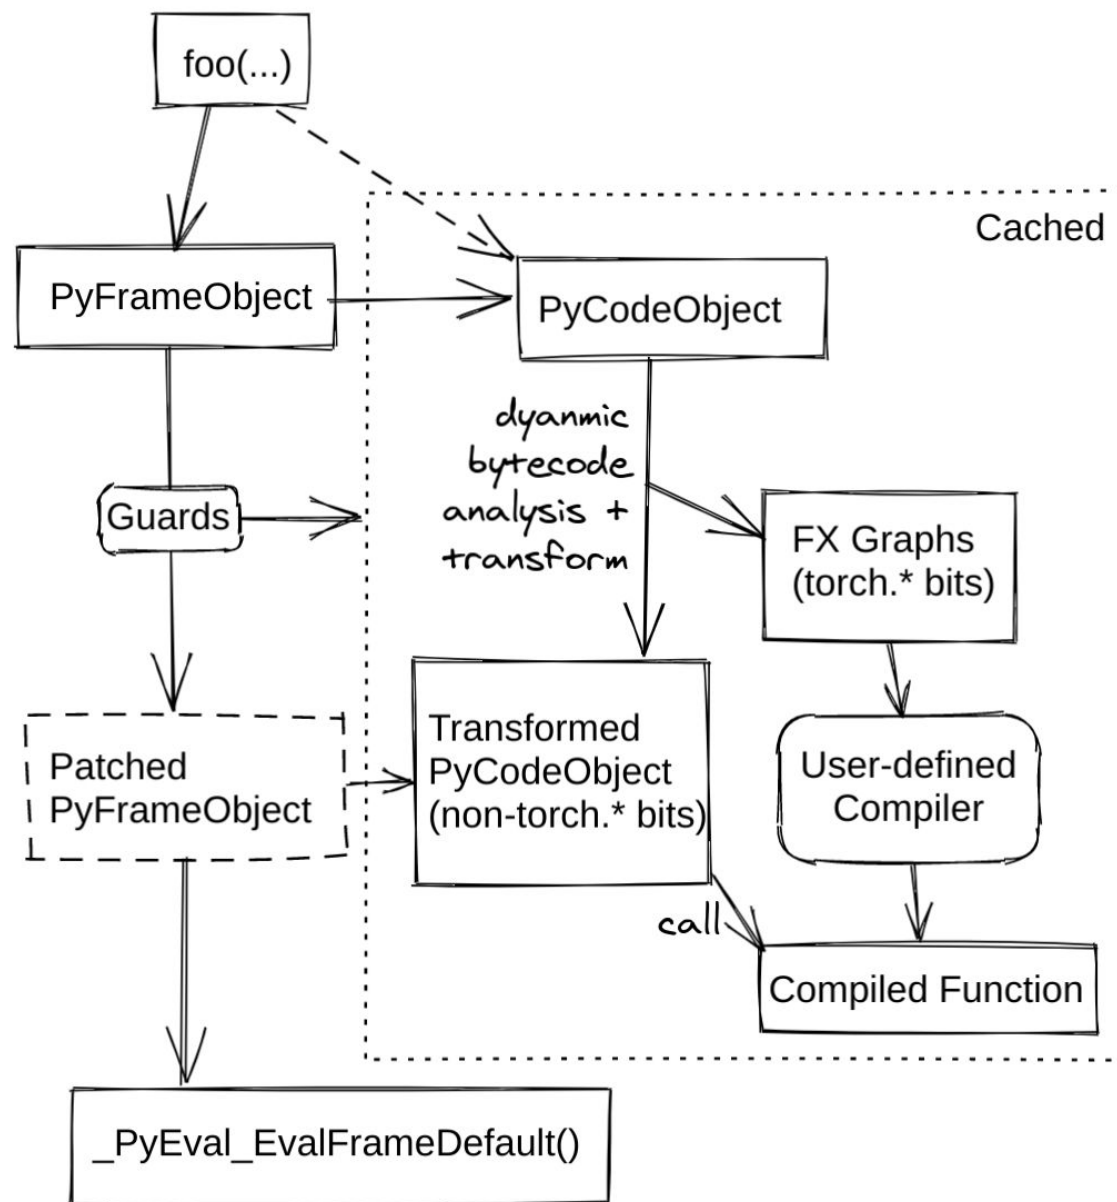 foo(...)
Cached
PyFrameObject
PyCodeObject
dyanmic
bytecode
analysis +
transform
Guards
FX Graphs
(torch.* bits)
Patched
PyFrameObject
Transformed
PyCodeObject
(non-torch.* bits)
User-defined
Compiler
call
Compiled Function
_PyEval_EvalFrameDefault()